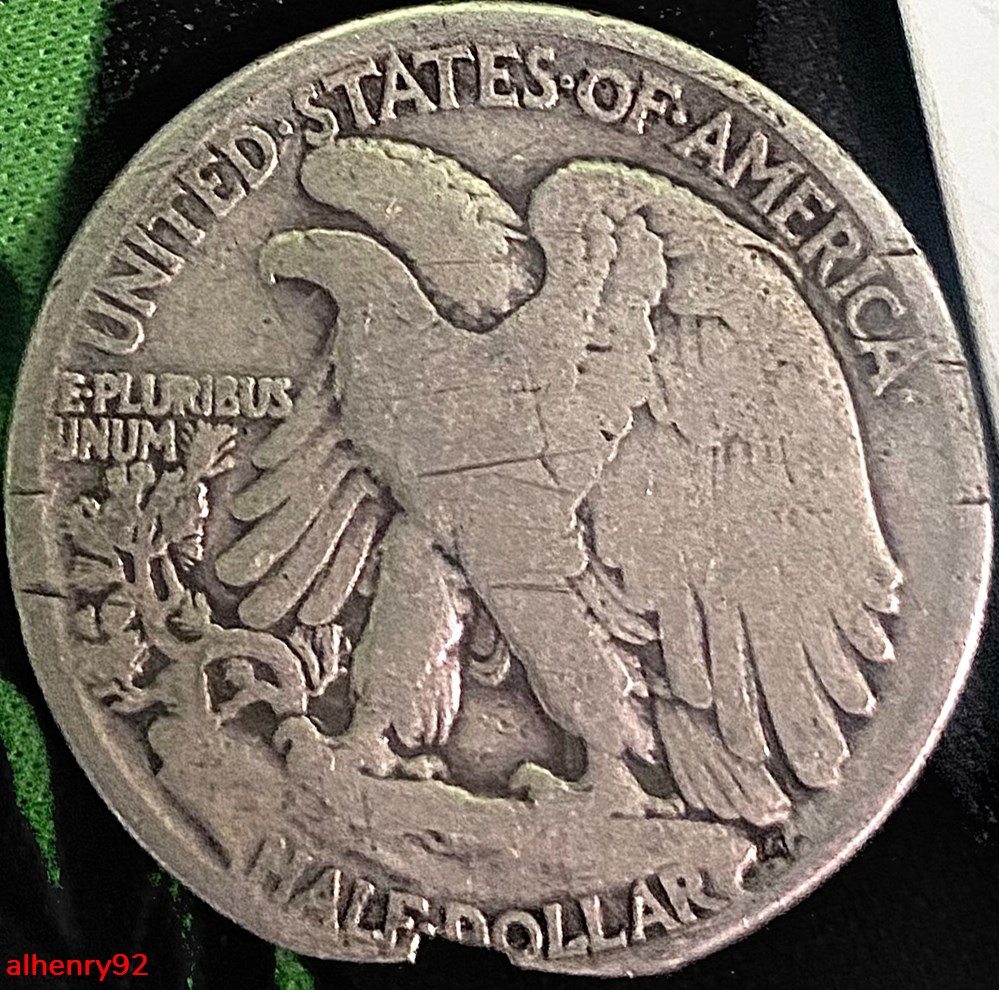 UNITED·STATES·OF·AMERICA
E·PLURIBUS
UNUM
HALF·DOLLAR
alhenry92